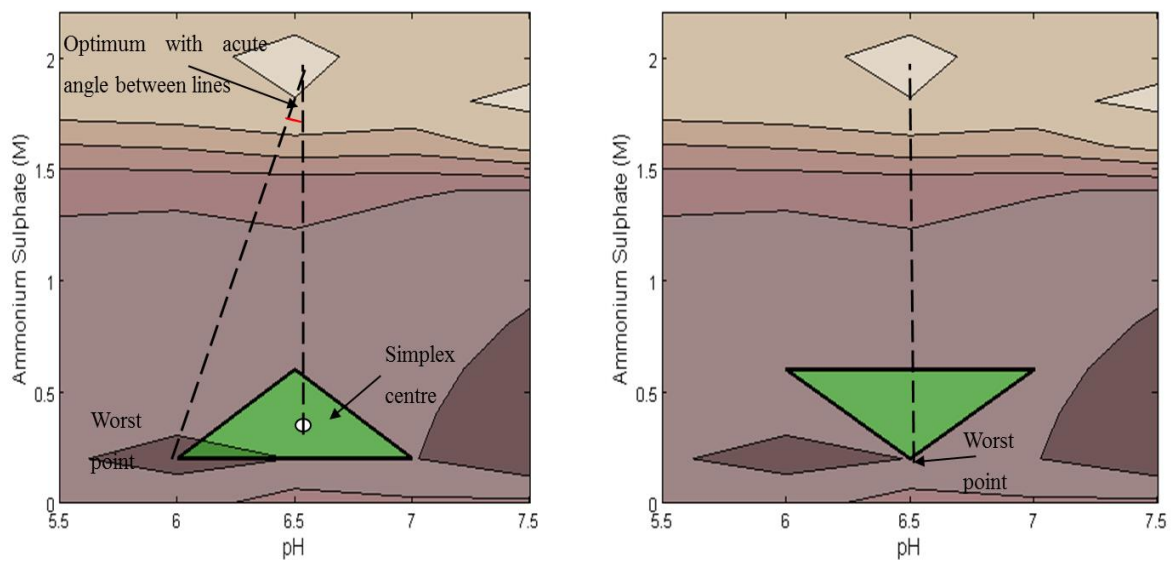 Optimum with acute
angle between lines
Simplex
centre
Worst
point
Ammonium Sulphate (M)
2
1.5
1
0.5
0
5.5 6 6.5 7 7.5
pH
Worst
point
Ammonium Sulphate (M)
2
1.5
1
0.5
0
5.5 6 6.5 7 7.5
pH